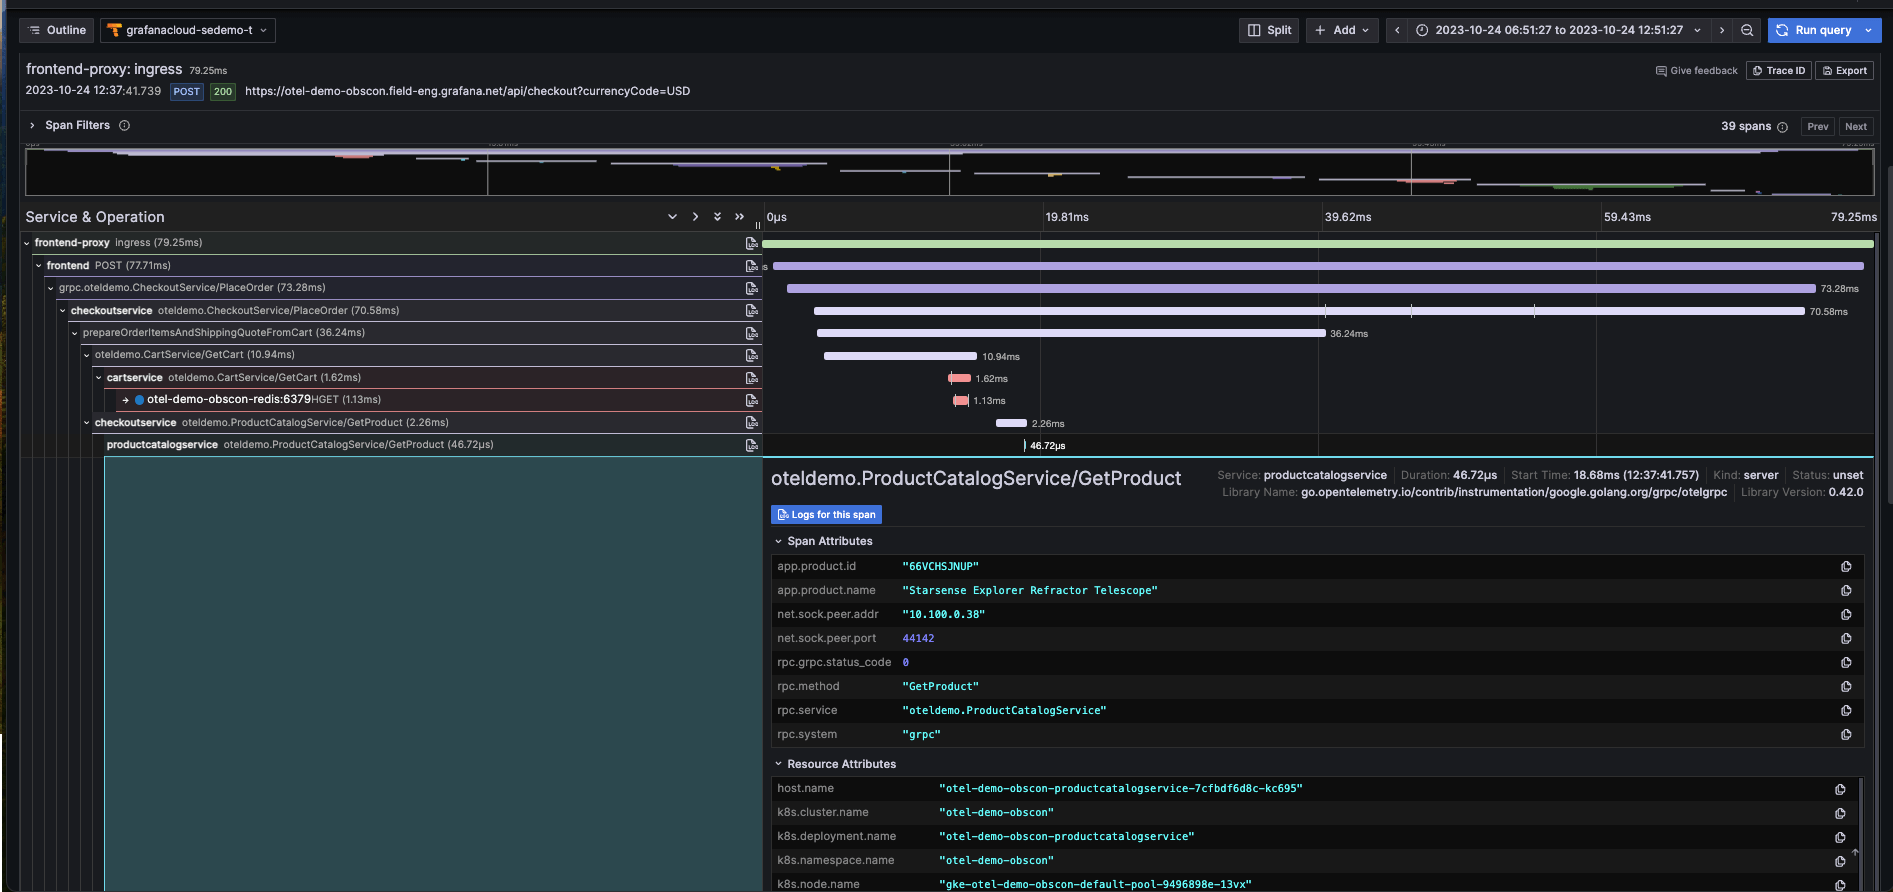 Outline grafanacloud-sedemo-t Split Add 2023-10-24 06:51:27 to 2023-10-24 12:51:27 Run query
frontend-proxy: ingress 79.25ms Give feedback Trace ID Export
2023-10-24 12:37:41.739 POST 200 https://otel-demo-obscon.field-eng.grafana.net/api/checkout?currencyCode=USD
Span Filters 39 spans Prev Next
Service & Operation 0μs 19.81ms 39.62ms 59.43ms 79.25ms
frontend-proxy ingress (79.25ms)
frontend POST (77.71ms)
grpc.oteldemo.CheckoutService/PlaceOrder (73.28ms) 73.28ms
checkoutservice oteldemo.CheckoutService/PlaceOrder (70.58ms) 70.58ms
prepareOrderItemsAndShippingQuoteFromCart (36.24ms) 36.24ms
oteldemo.CartService/GetCart (10.94ms) 10.94ms
cartservice oteldemo.CartService/GetCart (1.62ms) 1.62ms
otel-demo-obscon-redis:6379 HGET (1.13ms) 1.13ms
checkoutservice oteldemo.ProductCatalogService/GetProduct (2.26ms) 2.26ms
productcatalogservice oteldemo.ProductCatalogService/GetProduct (46.72μs) 46.72μs
oteldemo.ProductCatalogService/GetProduct Service: productcatalogservice Duration: 46.72μs Start Time: 18.68ms (12:37:41.757) Kind: server Status: unset
Library Name: go.opentelemetry.io/contrib/instrumentation/google.golang.org/grpc/otelgrpc Library Version: 0.42.0
Logs for this span
Span Attributes
app.product.id "66VCHSJNUP"
app.product.name "Starsense Explorer Refractor Telescope"
net.sock.peer.addr "10.100.0.38"
net.sock.peer.port 44142
rpc.grpc.status_code 0
rpc.method "GetProduct"
rpc.service "oteldemo.ProductCatalogService"
rpc.system "grpc"
Resource Attributes
host.name "otel-demo-obscon-productcatalogservice-7cfbdf6d8c-kc695"
k8s.cluster.name "otel-demo-obscon"
k8s.deployment.name "otel-demo-obscon-productcatalogservice"
k8s.namespace.name "otel-demo-obscon"
k8s.node.name "gke-otel-demo-obscon-default-pool-9496898e-13vx"